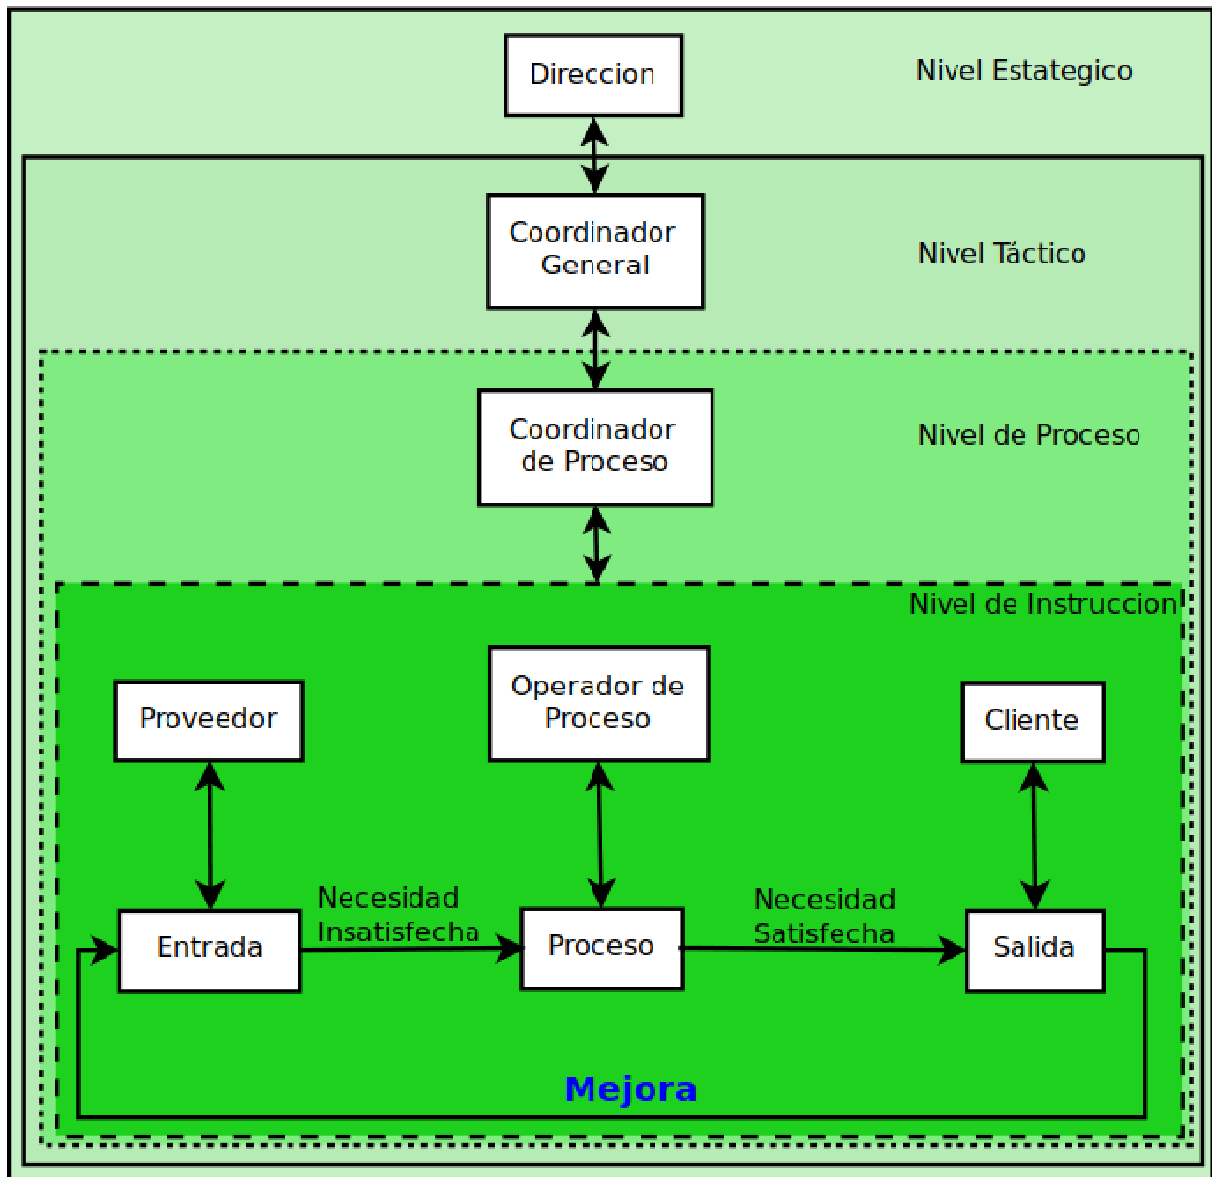 Direccion
Nivel Estategico
Coordinador
General
Nivel Táctico
Coordinador
de Proceso
Nivel de Proceso
Nivel de Instruccion
Proveedor
Operador de
Proceso
Cliente
Necesidad
Insatisfecha
Necesidad
Satisfecha
Entrada
Proceso
Salida
Mejora